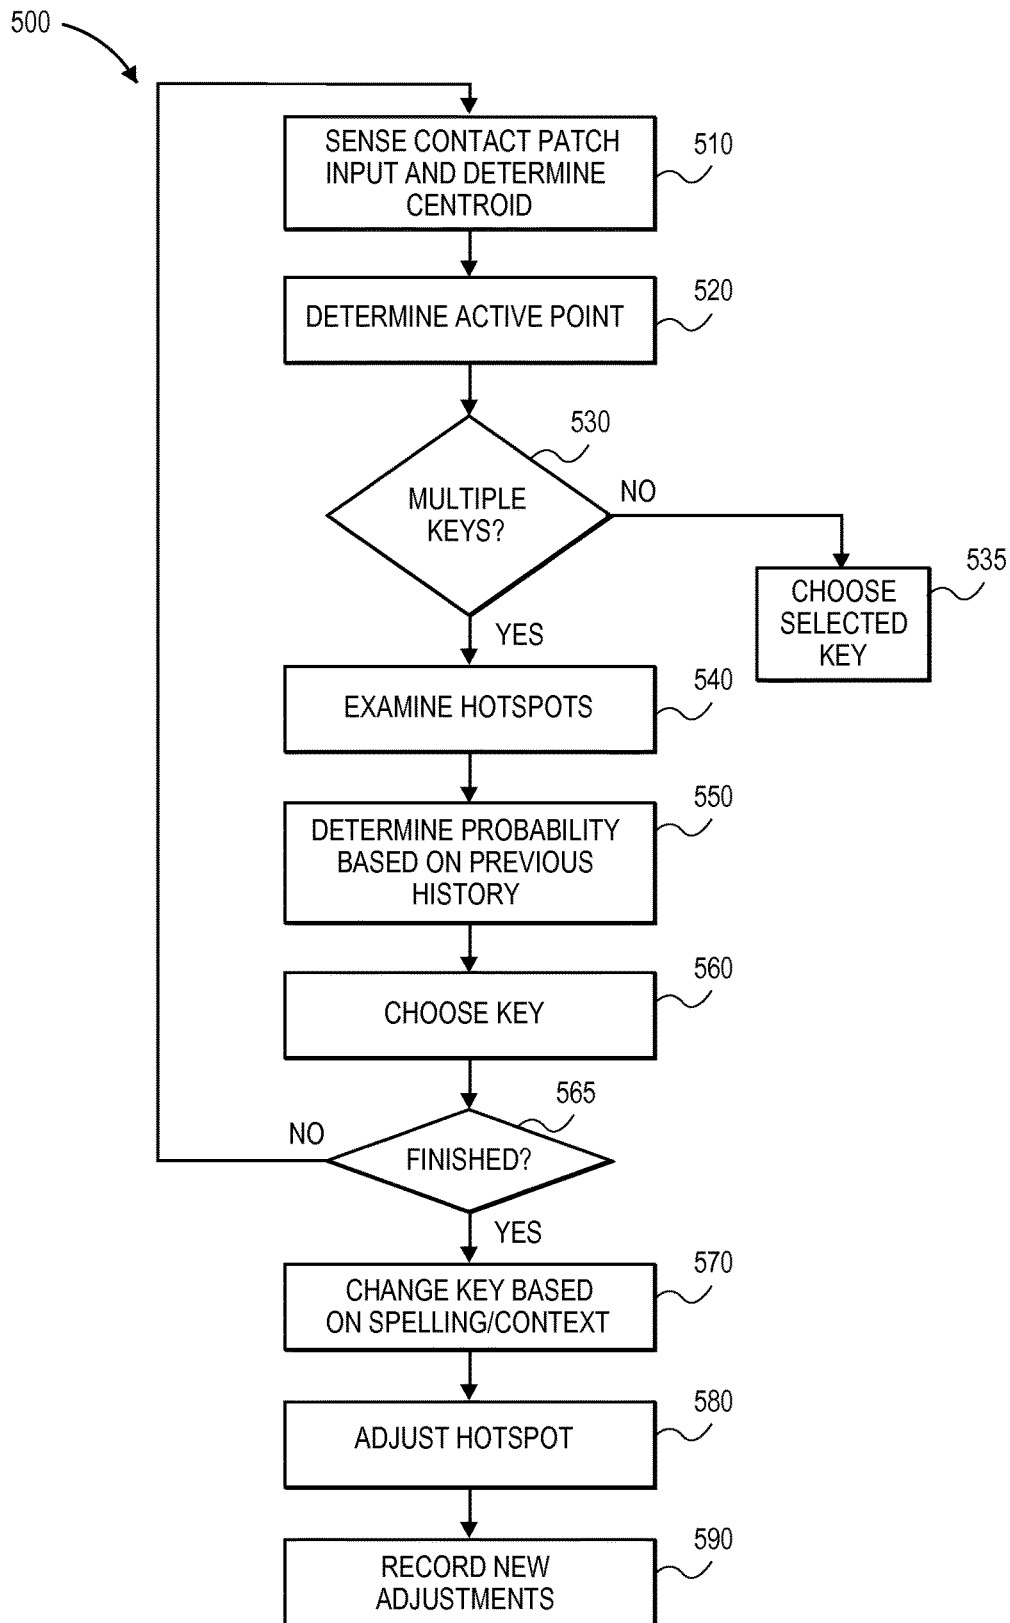 500
SENSE CONTACT PATCH
INPUT AND DETERMINE
CENTROID
510
DETERMINE ACTIVE POINT
520
530
MULTIPLE
KEYS?
NO
CHOOSE
SELECTED
KEY
535
YES
EXAMINE HOTSPOTS
540
DETERMINE PROBABILITY
BASED ON PREVIOUS
HISTORY
550
CHOOSE KEY
560
565
NO
FINISHED?
YES
CHANGE KEY BASED
ON SPELLING/CONTEXT
570
ADJUST HOTSPOT
580
RECORD NEW
ADJUSTMENTS
590